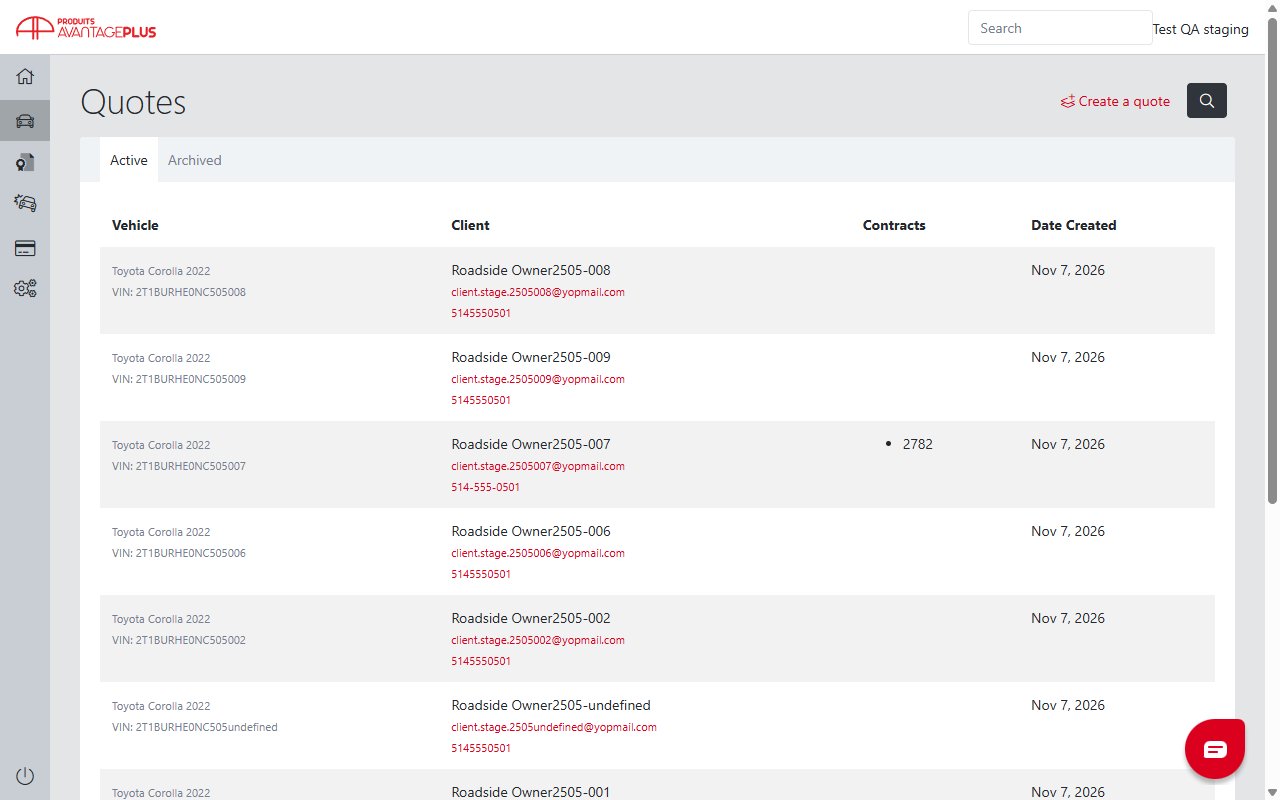 PRODUITS
AVANTAGEPLUS
Search
Test QA staging
Quotes
Create a quote
Active
Archived
Vehicle
Client
Contracts
Date Created
Toyota Corolla 2022
VIN: 2T1BURHE0NC505008
Roadside Owner2505-008
client.stage.2505008@yopmail.com
5145550501
Nov 7, 2026
Toyota Corolla 2022
VIN: 2T1BURHE0NC505009
Roadside Owner2505-009
client.stage.2505009@yopmail.com
5145550501
Nov 7, 2026
Toyota Corolla 2022
VIN: 2T1BURHE0NC505007
Roadside Owner2505-007
client.stage.2505007@yopmail.com
514-555-0501
• 2782
Nov 7, 2026
Toyota Corolla 2022
VIN: 2T1BURHE0NC505006
Roadside Owner2505-006
client.stage.2505006@yopmail.com
5145550501
Nov 7, 2026
Toyota Corolla 2022
VIN: 2T1BURHE0NC505002
Roadside Owner2505-002
client.stage.2505002@yopmail.com
5145550501
Nov 7, 2026
Toyota Corolla 2022
VIN: 2T1BURHE0NC505undefined
Roadside Owner2505-undefined
client.stage.2505undefined@yopmail.com
5145550501
Nov 7, 2026
Toyota Corolla 2022
Roadside Owner2505-001
Nov 7, 2026